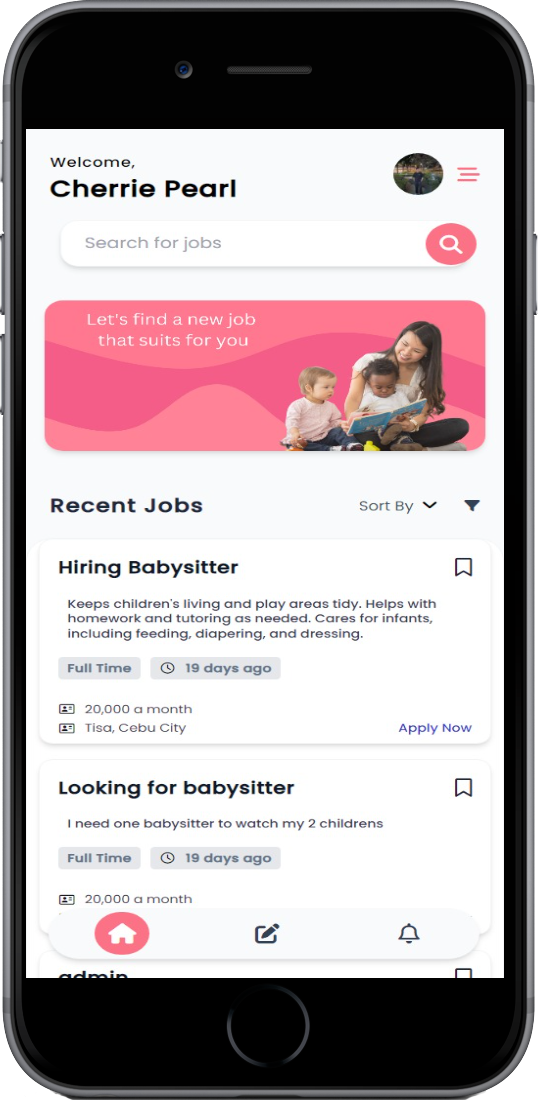 Welcome,
Cherrie Pearl
Search for jobs
Let's find a new job
that suits for you
Recent Jobs
Sort By
Hiring Babysitter
Keeps children's living and play areas tidy. Helps with
homework and tutoring as needed. Cares for infants,
including feeding, diapering, and dressing.
Full Time 19 days ago
20,000 a month
Tisa, Cebu City
Apply Now
Looking for babysitter
I need one babysitter to watch my 2 childrens
Full Time 19 days ago
20,000 a month
admin